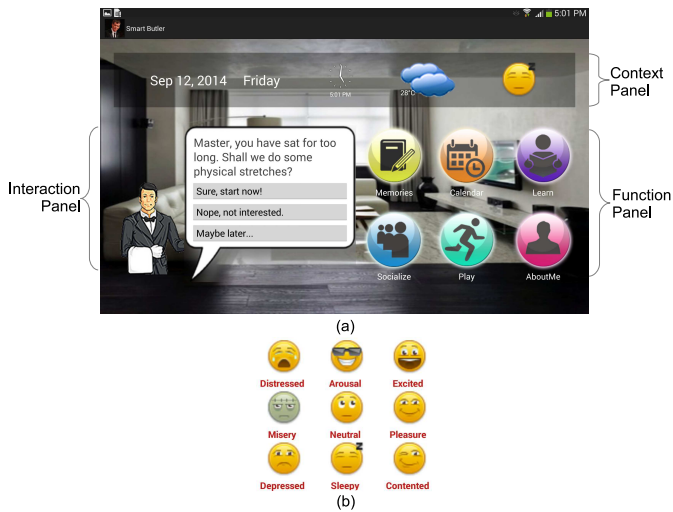 5:01 PM
Smart Butler
Sep 12, 2014 Friday
5:01 PM
28°C
Context
Panel
Interaction
Panel
Master, you have sat for too
long. Shall we do some
physical stretches?
Sure, start now!
Nope, not interested.
Maybe later...
Memories
Calendar
Learn
Socialize
Play
AboutMe
Function
Panel
(a)
Distressed
Arousal
Excited
Misery
Neutral
Pleasure
Depressed
Sleepy
Contented
(b)